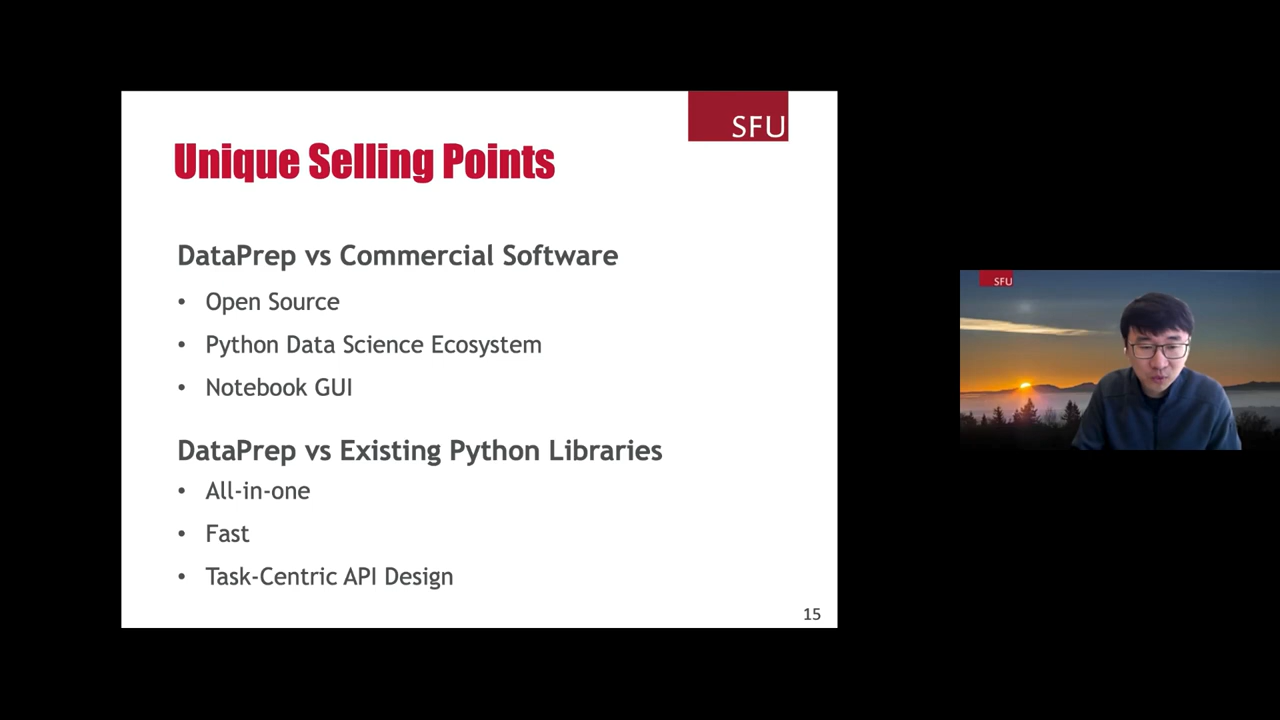 SFU
Unique Selling Points
DataPrep vs Commercial Software
• Open Source
• Python Data Science Ecosystem
• Notebook GUI
DataPrep vs Existing Python Libraries
• All-in-one
• Fast
• Task-Centric API Design
15
SFU